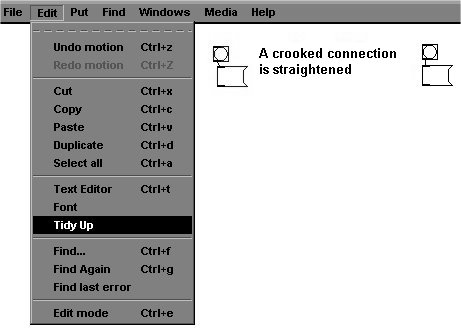 File Edit Put Find Windows Media Help
Undo motion Ctrl+z
Redo motion Ctrl+Z
Cut Ctrl+x
Copy Ctrl+c
Paste Ctrl+v
Duplicate Ctrl+d
Select all Ctrl+a
Text Editor Ctrl+t
Font
Tidy Up
Find... Ctrl+f
Find Again Ctrl+g
Find last error
Edit mode Ctrl+e
A crooked connection
is straightened